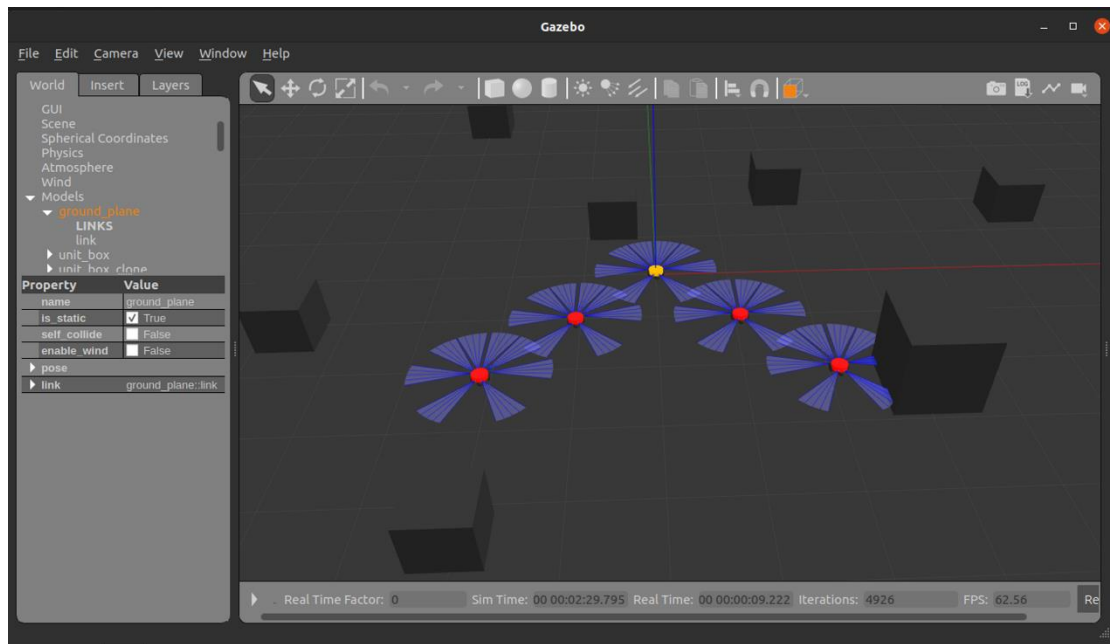 Gazebo
File Edit Camera View Window Help
World Insert Layers
GUI
Scene
Spherical Coordinates
Physics
Atmosphere
Wind
Models
ground_plane
LINKS
link
unit_box
unit_box_clone
Property Value
name ground_plane
is_static True
self_collide False
enable_wind False
pose
link ground_plane::link
LOG
Real Time Factor: 0 Sim Time: 00 00:02:29.795 Real Time: 00 00:00:09.222 Iterations: 4926 FPS: 62.56 Re